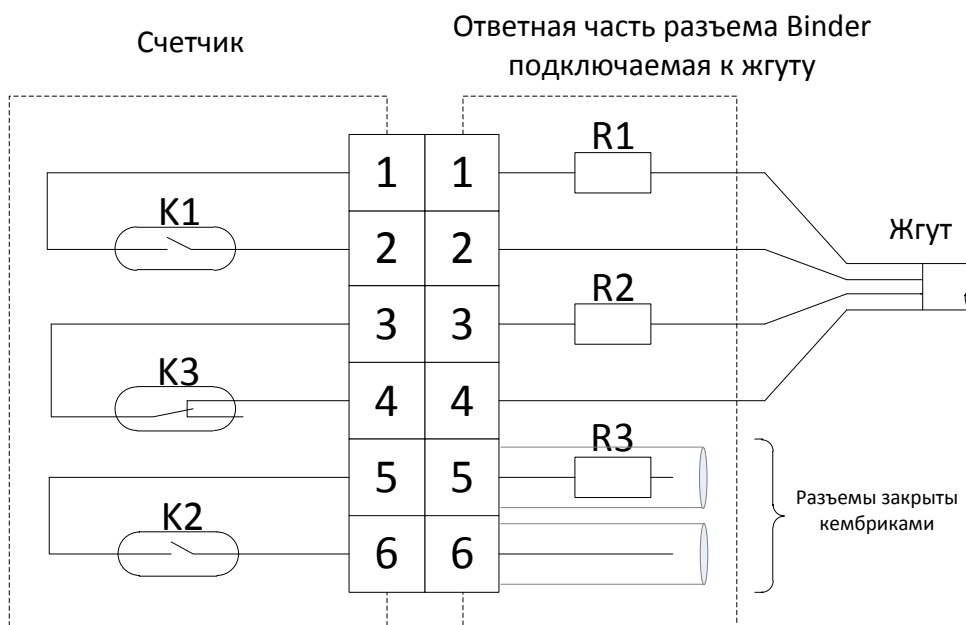 Счетчик
Ответная часть разъема Binder
подключаемая к жгуту
1 1
R1
K1
2 2
Жгут
R2
3 3
K3
4 4
R3
5 5
Разъемы закрыты
кембриками
K2
6 6